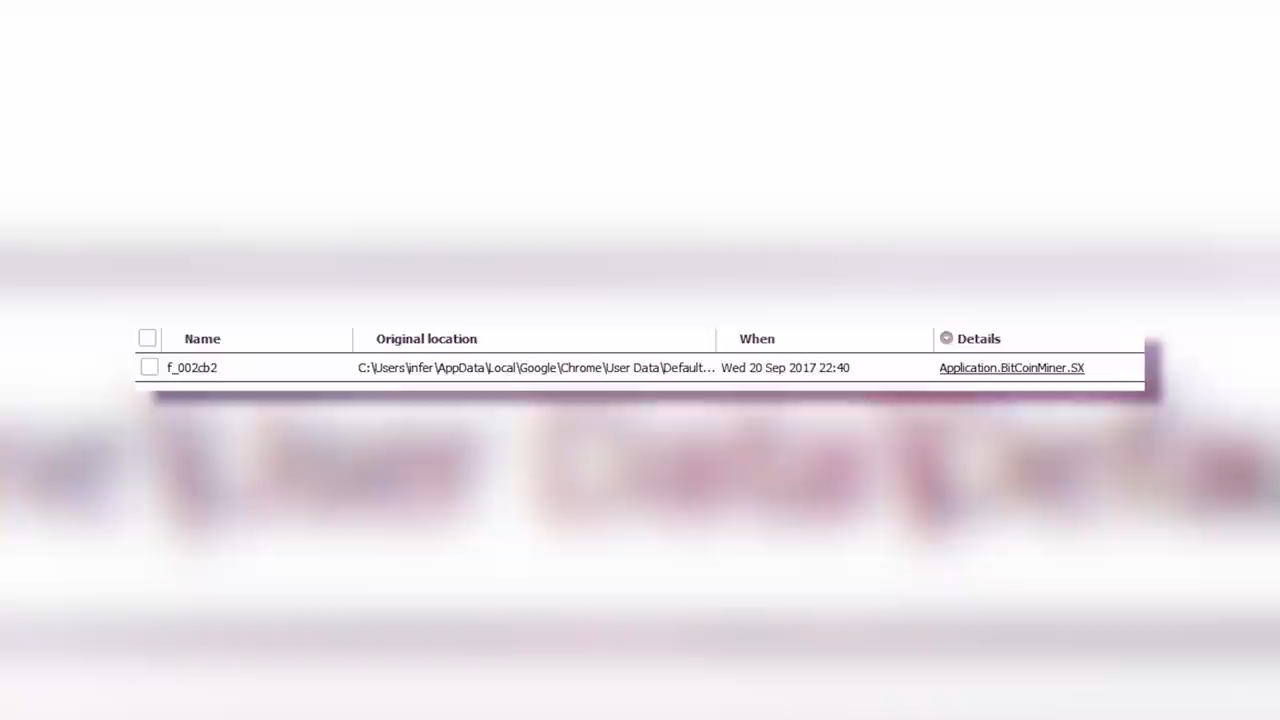 Name Original location When Details
f_002cb2 C:\Users\infer\AppData\Local\Google\Chrome\User Data\Default... Wed 20 Sep 2017 22:40 Application.BitCoinMiner.SX